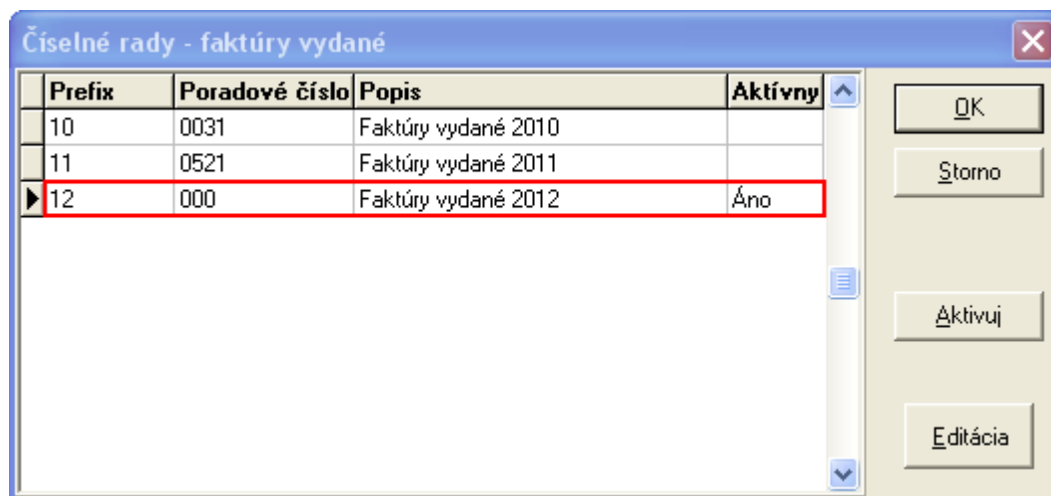 Číselné rady - faktúry vydané
Prefix Poradové číslo Popis Aktívny
10 0031 Faktúry vydané 2010
11 0521 Faktúry vydané 2011
12 000 Faktúry vydané 2012 Áno
OK
Storno
Aktivuj
Editácia